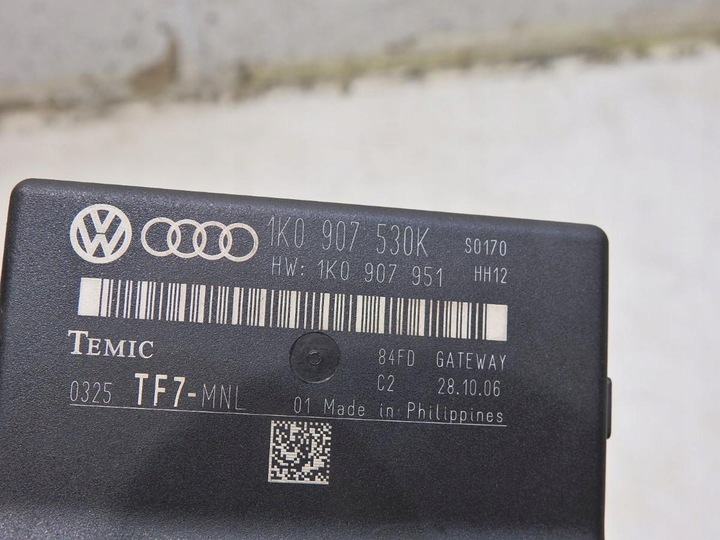 1K0 907 530K S0170
HW: 1K0 907 951 HH12
TEMIC 84FD GATEWAY
C2 28.10.06
0325 TF7-MNL 01 Made in Philippines